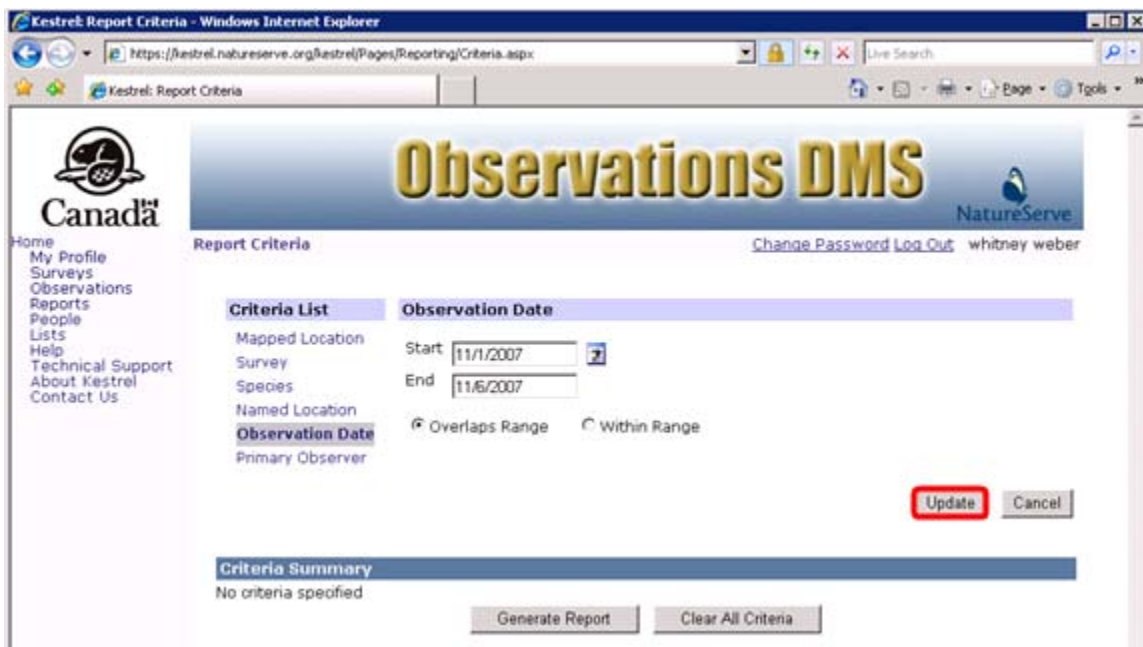 Kestrel: Report Criteria - Windows Internet Explorer
https://kestrel.natureserve.org/kestrel/Pages/Reporting/Criteria.aspx
Live Search
Kestrel: Report Criteria
Page
Tools
Canada
Observations DMS
NatureServe
Report Criteria
Change Password Log Out whitney weber
Home
My Profile
Surveys
Observations
Reports
People
Lists
Help
Technical Support
About Kestrel
Contact Us
Criteria List
Mapped Location
Survey
Species
Named Location
Observation Date
Primary Observer
Observation Date
Start 11/1/2007
End 11/6/2007
Overlaps Range Within Range
Update Cancel
Criteria Summary
No criteria specified
Generate Report Clear All Criteria